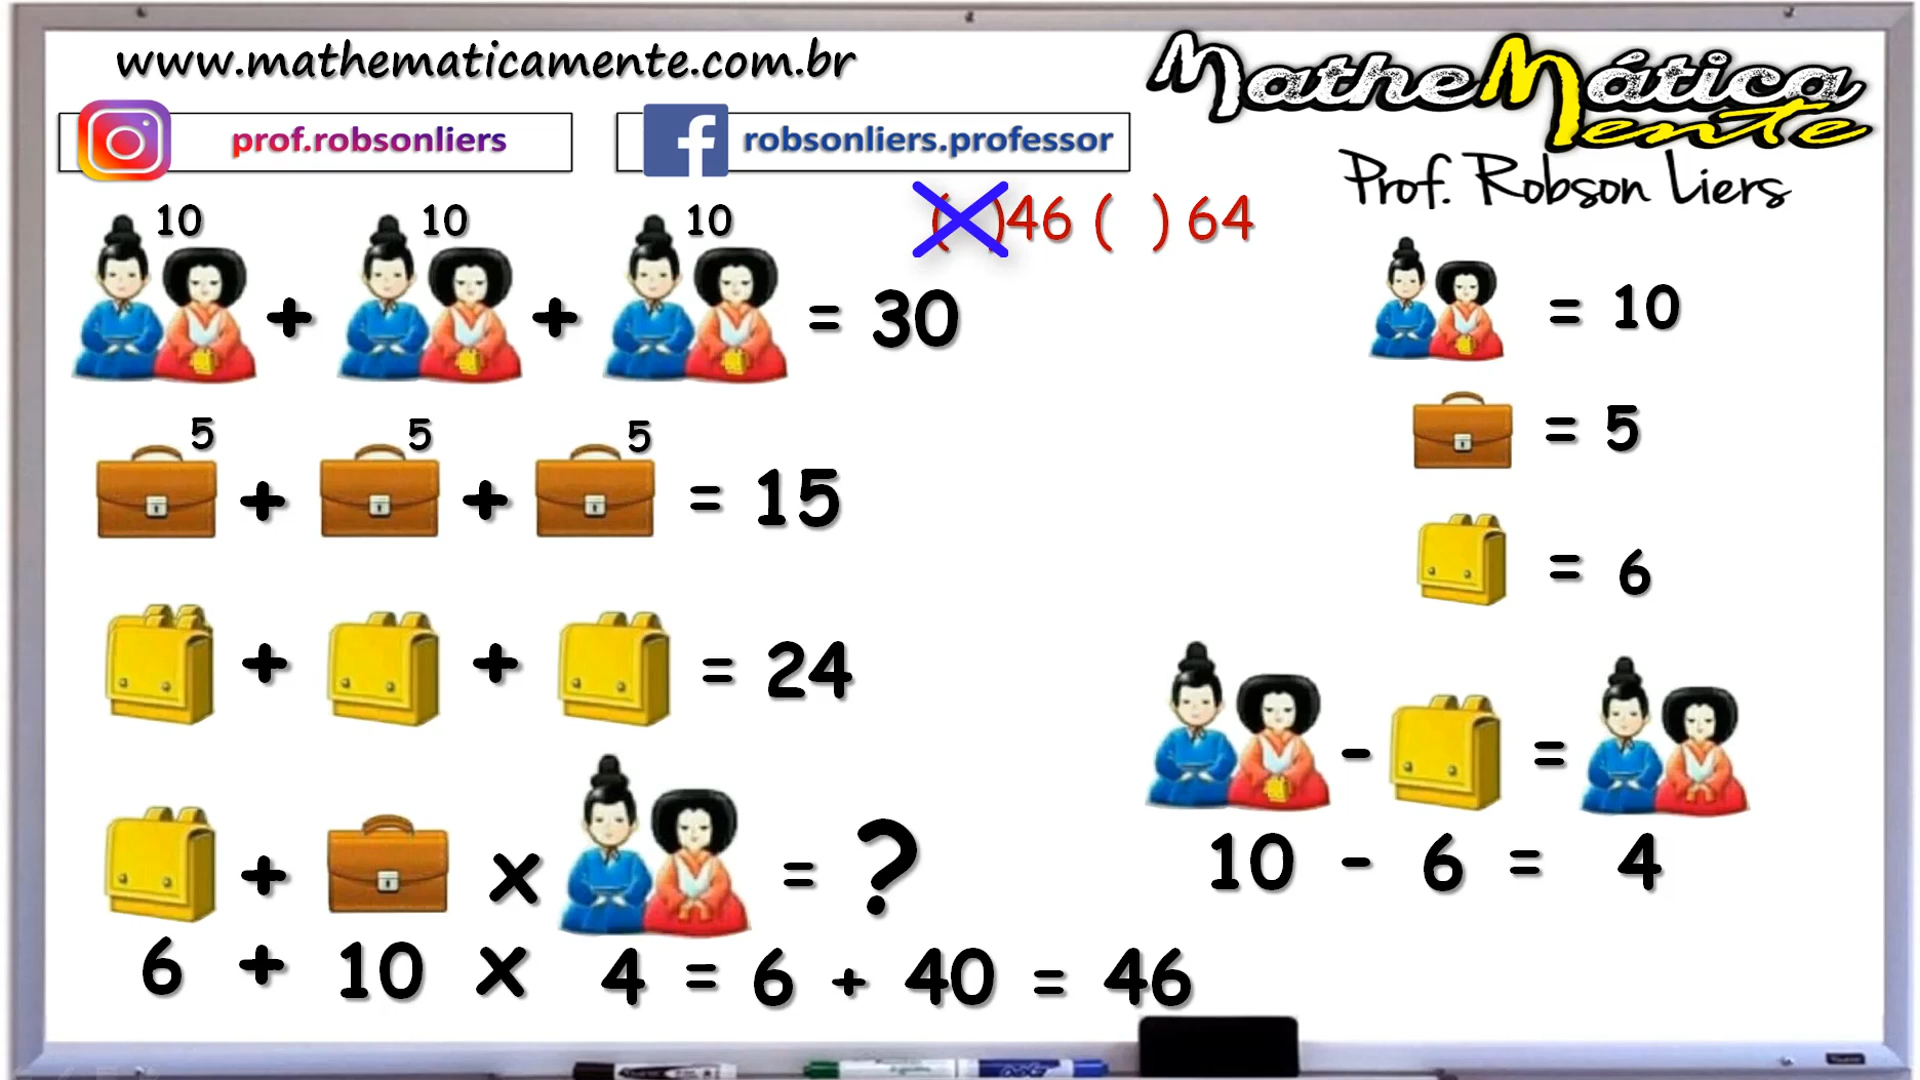 www.mathematicamente.com.br
MatheMática
mente
prof.robsonliers
robsonliers.professor
Prof. Robson Liers
( )46 ( ) 64
10 10 10
+ + = 30
= 10
5 5 5
+ + = 15
= 5
+ + = 24
= 6
- =
10 - 6 = 4
+ x = ?
6 + 10 x 4 = 6 + 40 = 46